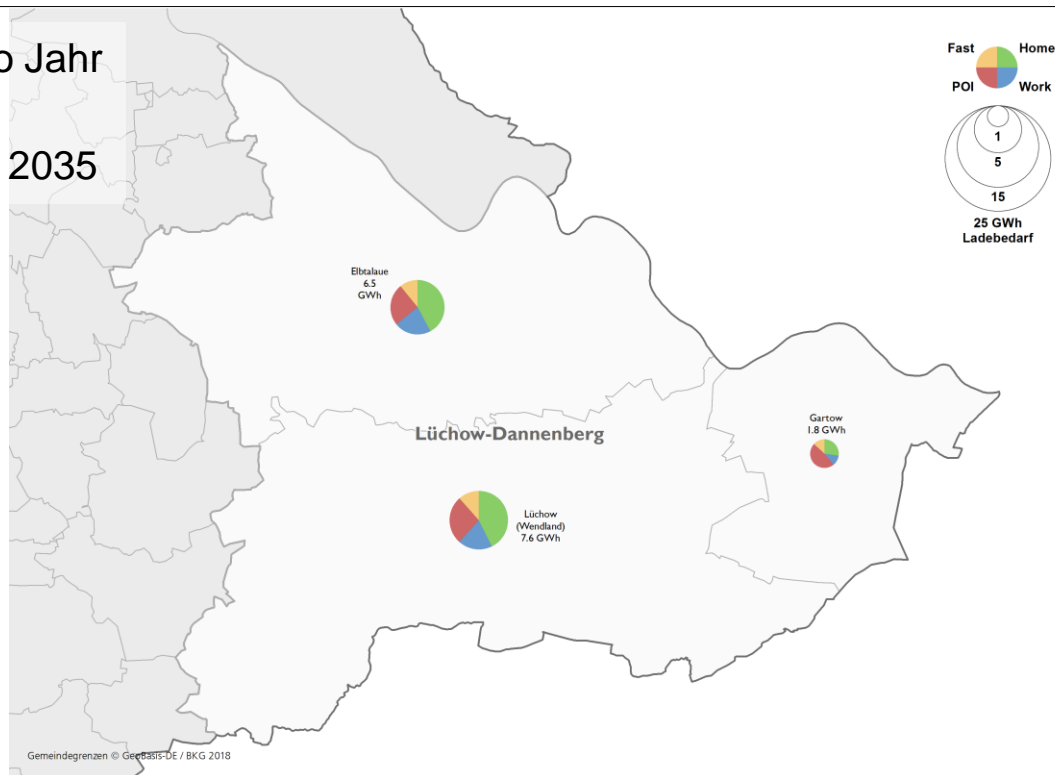 o Jahr
2035
Fast
Home
POI
Work
1
5
15
25 GWh
Ladebedarf
Elbtalaue
6.5
GWh
Lüchow-Dannenberg
Gartow
1.8 GWh
Lüchow
(Wendland)
7.6 GWh
Gemeindegrenzen © GeoBasis-DE / BKG 2018